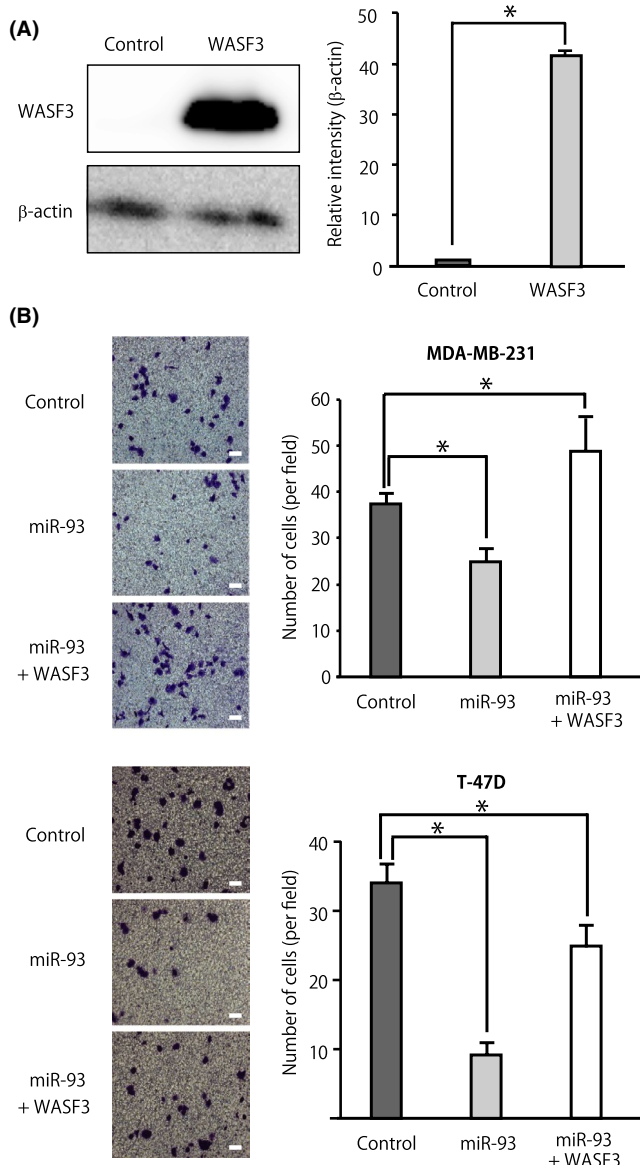 (A)
Control WASF3
WASF3
β-actin
Relative intensity (β-actin)
50
40
30
20
10
0
*
Control WASF3
(B)
Control
miR-93
miR-93
+ WASF3
MDA-MB-231
Number of cells (per field)
60
50
40
30
20
10
0
*
*
Control miR-93 miR-93
+ WASF3
Control
miR-93
miR-93
+ WASF3
T-47D
Number of cells (per field)
40
30
20
10
*
*
Control miR-93 miR-93
+ WASF3